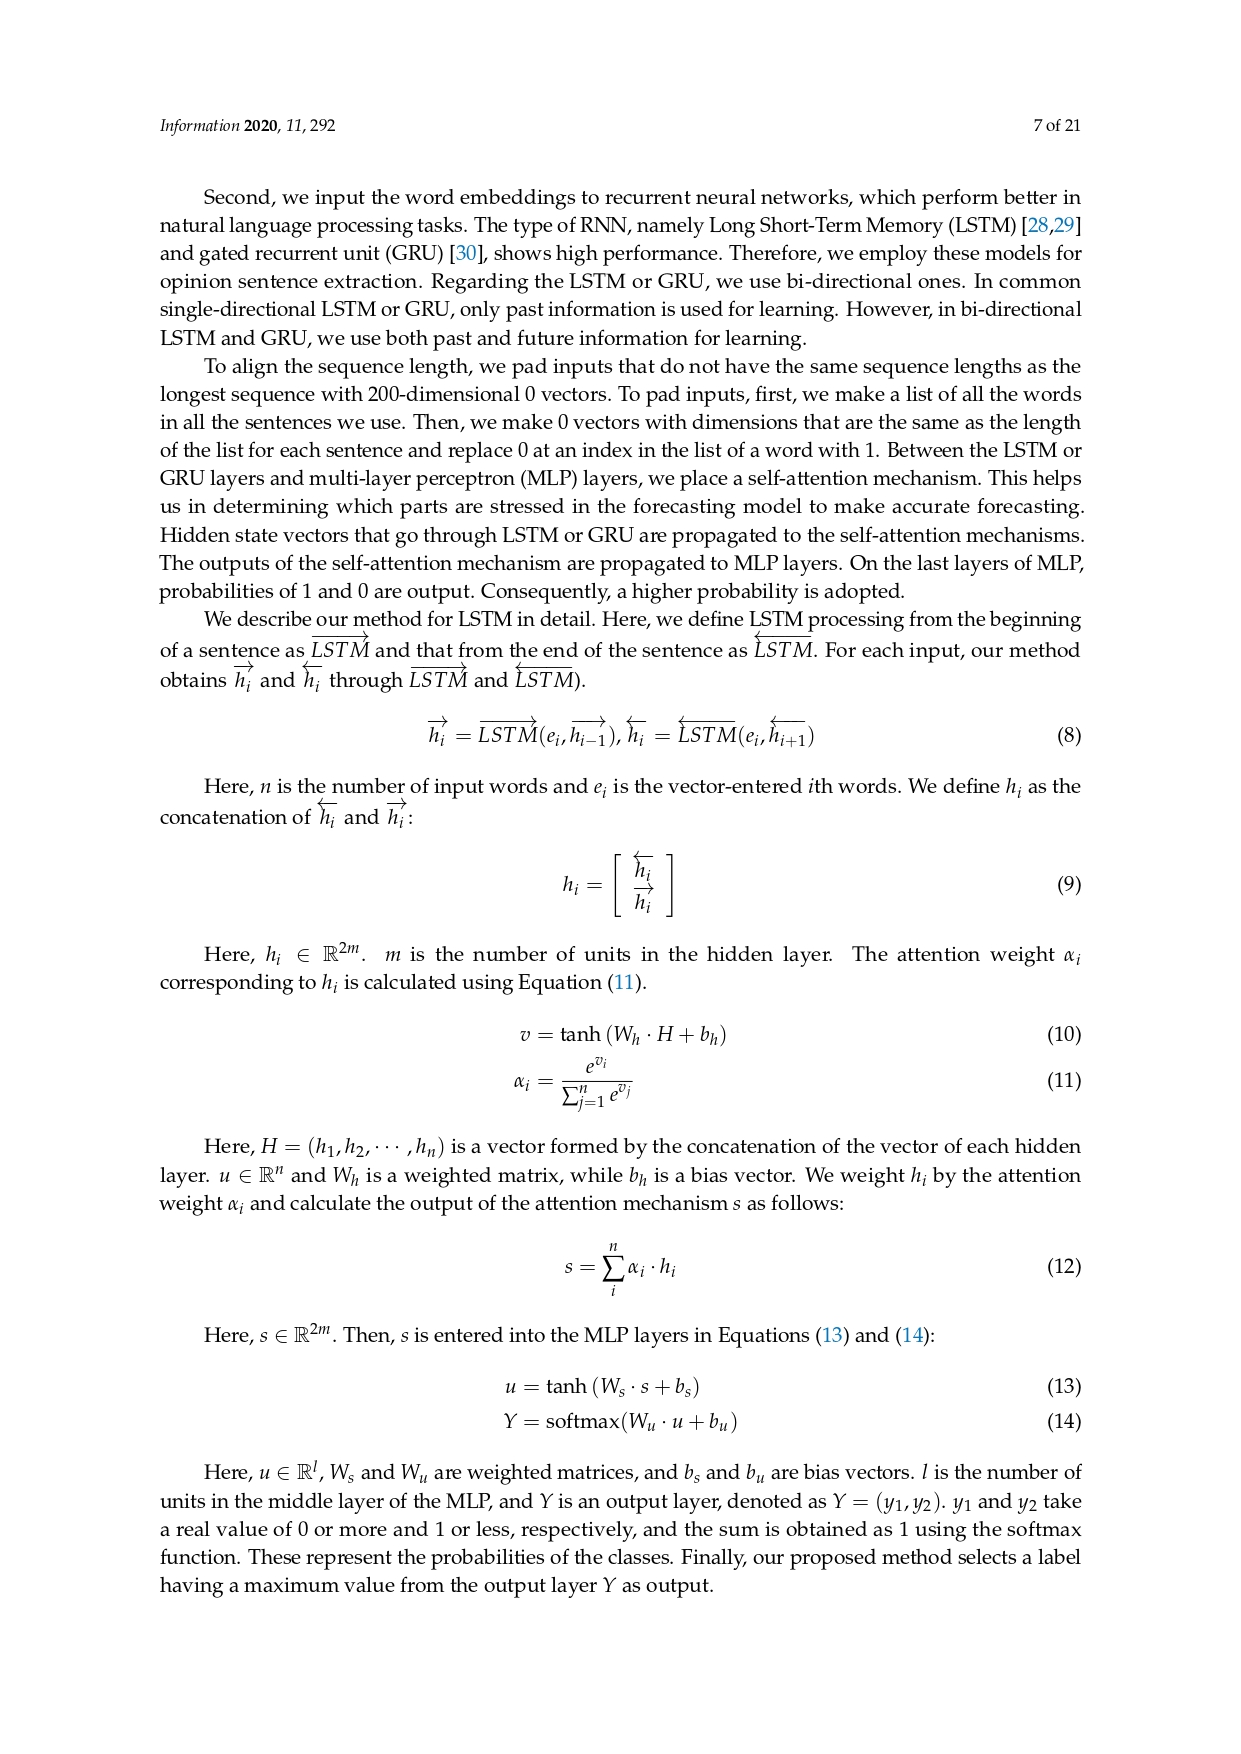 Information 2020, 11, 292 7 of 21
Second, we input the word embeddings to recurrent neural networks, which perform better in
natural language processing tasks. The type of RNN, namely Long Short-Term Memory (LSTM) [28,29]
and gated recurrent unit (GRU) [30], shows high performance. Therefore, we employ these models for
opinion sentence extraction. Regarding the LSTM or GRU, we use bi-directional ones. In common
single-directional LSTM or GRU, only past information is used for learning. However, in bi-directional
LSTM and GRU, we use both past and future information for learning.
To align the sequence length, we pad inputs that do not have the same sequence lengths as the
longest sequence with 200-dimensional 0 vectors. To pad inputs, first, we make a list of all the words
in all the sentences we use. Then, we make 0 vectors with dimensions that are the same as the length
of the list for each sentence and replace 0 at an index in the list of a word with 1. Between the LSTM or
GRU layers and multi-layer perceptron (MLP) layers, we place a self-attention mechanism. This helps
us in determining which parts are stressed in the forecasting model to make accurate forecasting.
Hidden state vectors that go through LSTM or GRU are propagated to the self-attention mechanisms.
The outputs of the self-attention mechanism are propagated to MLP layers. On the last layers of MLP,
probabilities of 1 and 0 are output. Consequently, a higher probability is adopted.
We describe our method for LSTM in detail. Here, we define LSTM processing from the beginning
of a sentence as $\overrightarrow{LSTM}$ and that from the end of the sentence as $\overleftarrow{LSTM}$. For each input, our method
obtains $\overrightarrow{h_i}$ and $\overleftarrow{h_i}$ through $\overrightarrow{LSTM}$ and $\overleftarrow{LSTM}$).
$\overrightarrow{h_i} = \overrightarrow{LSTM}(e_i, \overrightarrow{h_{i-1}}), \overleftarrow{h_i} = \overleftarrow{LSTM}(e_i, \overleftarrow{h_{i+1}})$ (8)
Here, $n$ is the number of input words and $e_i$ is the vector-entered $i$th words. We define $h_i$ as the
concatenation of $\overleftarrow{h_i}$ and $\overrightarrow{h_i}$:
$h_i = \begin{bmatrix} \overleftarrow{h_i} \\ \overrightarrow{h_i} \end{bmatrix}$ (9)
Here, $h_i \in \mathbb{R}^{2m}$. $m$ is the number of units in the hidden layer. The attention weight $\alpha_i$
corresponding to $h_i$ is calculated using Equation (11).
$v = \tanh(W_h \cdot H + b_h)$ (10)
$\alpha_i = \frac{e^{v_i}}{\sum_{j=1}^{n} e^{v_j}}$ (11)
Here, $H = (h_1, h_2, \cdots, h_n)$ is a vector formed by the concatenation of the vector of each hidden
layer. $u \in \mathbb{R}^n$ and $W_h$ is a weighted matrix, while $b_h$ is a bias vector. We weight $h_i$ by the attention
weight $\alpha_i$ and calculate the output of the attention mechanism $s$ as follows:
$s = \sum_{i}^{n} \alpha_i \cdot h_i$ (12)
Here, $s \in \mathbb{R}^{2m}$. Then, $s$ is entered into the MLP layers in Equations (13) and (14):
$u = \tanh(W_s \cdot s + b_s)$ (13)
$Y = \text{softmax}(W_u \cdot u + b_u)$ (14)
Here, $u \in \mathbb{R}^l$, $W_s$ and $W_u$ are weighted matrices, and $b_s$ and $b_u$ are bias vectors. $l$ is the number of
units in the middle layer of the MLP, and $Y$ is an output layer, denoted as $Y = (y_1, y_2)$. $y_1$ and $y_2$ take
a real value of 0 or more and 1 or less, respectively, and the sum is obtained as 1 using the softmax
function. These represent the probabilities of the classes. Finally, our proposed method selects a label
having a maximum value from the output layer $Y$ as output.